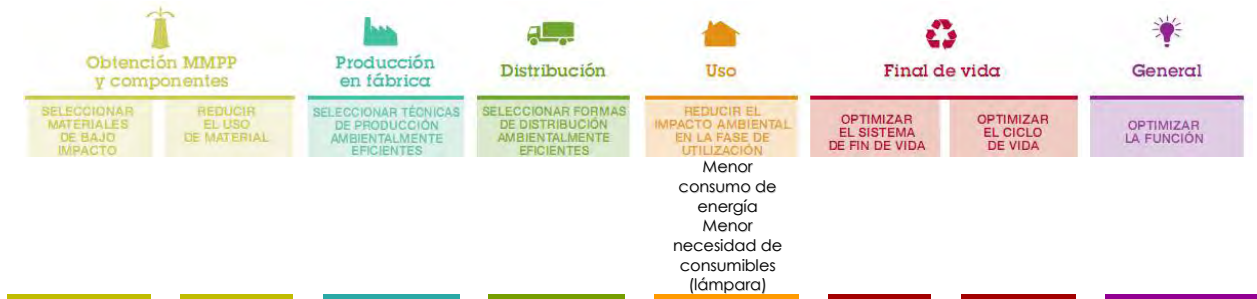 Obtención MMPP
y componentes
Producción
en fábrica
Distribución
Uso
Final de vida
General
SELECCIONAR
MATERIALES
DE BAJO
IMPACTO
REDUCIR
EL USO
DE MATERIAL
SELECCIONAR TÉCNICAS
DE PRODUCCIÓN
AMBIENTALMENTE
EFICIENTES
SELECCIONAR FORMAS
DE DISTRIBUCIÓN
AMBIENTALMENTE
EFICIENTES
REDUCIR EL
IMPACTO AMBIENTAL
EN LA FASE DE
UTILIZACIÓN
OPTIMIZAR
EL SISTEMA
DE FIN DE VIDA
OPTIMIZAR
EL CICLO
DE VIDA
OPTIMIZAR
LA FUNCIÓN
Menor
consumo de
energía
Menor
necesidad de
consumibles
(lámpara)